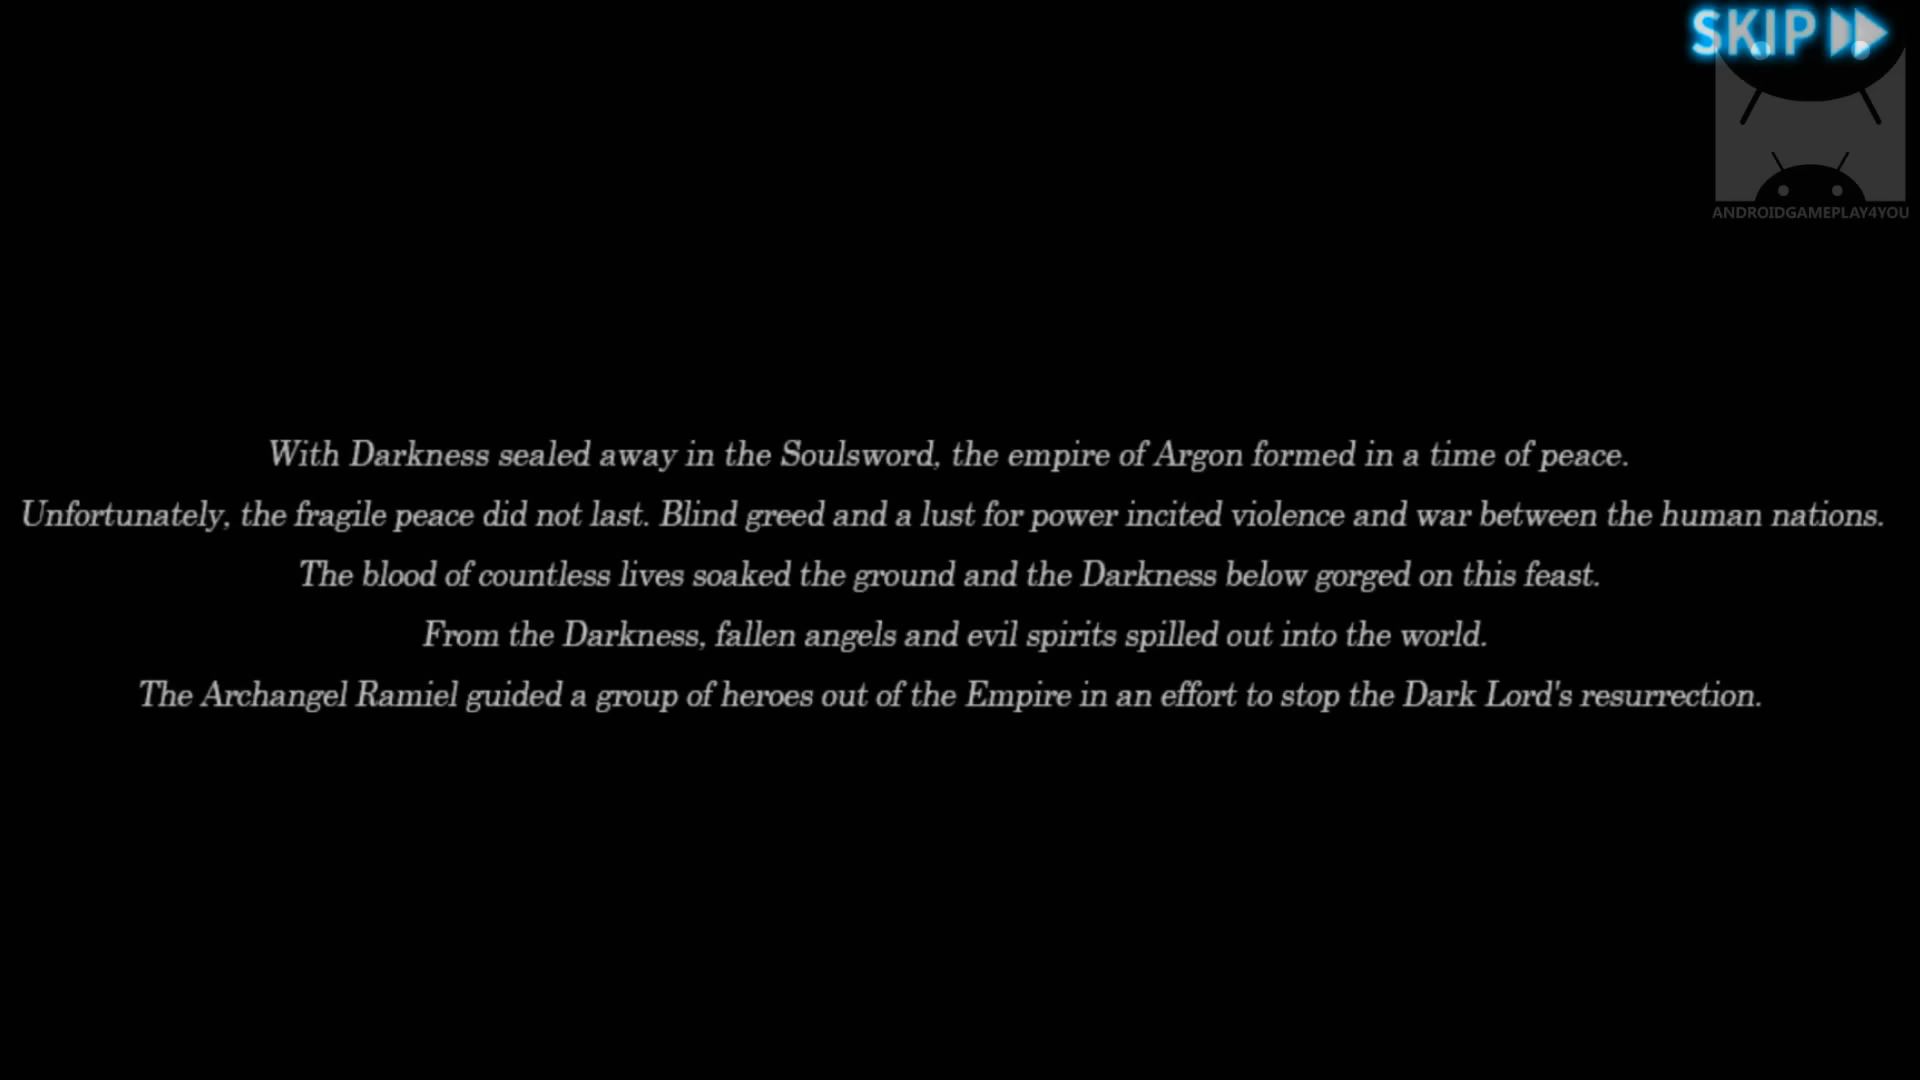 SKIP
ANDROIDGAMEPLAY4YOU
With Darkness sealed away in the Soulsword, the empire of Argon formed in a time of peace.
Unfortunately, the fragile peace did not last. Blind greed and a lust for power incited violence and war between the human nations.
The blood of countless lives soaked the ground and the Darkness below gorged on this feast.
From the Darkness, fallen angels and evil spirits spilled out into the world.
The Archangel Ramiel guided a group of heroes out of the Empire in an effort to stop the Dark Lord's resurrection.